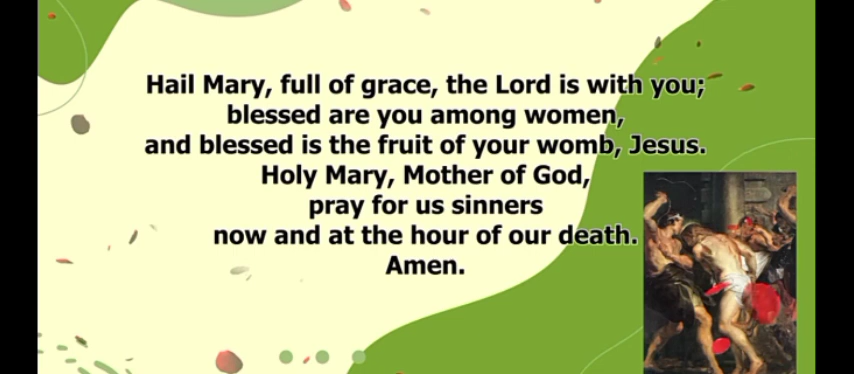 Hail Mary, full of grace, the Lord is with you;
blessed are you among women,
and blessed is the fruit of your womb, Jesus.
Holy Mary, Mother of God,
pray for us sinners
now and at the hour of our death.
Amen.